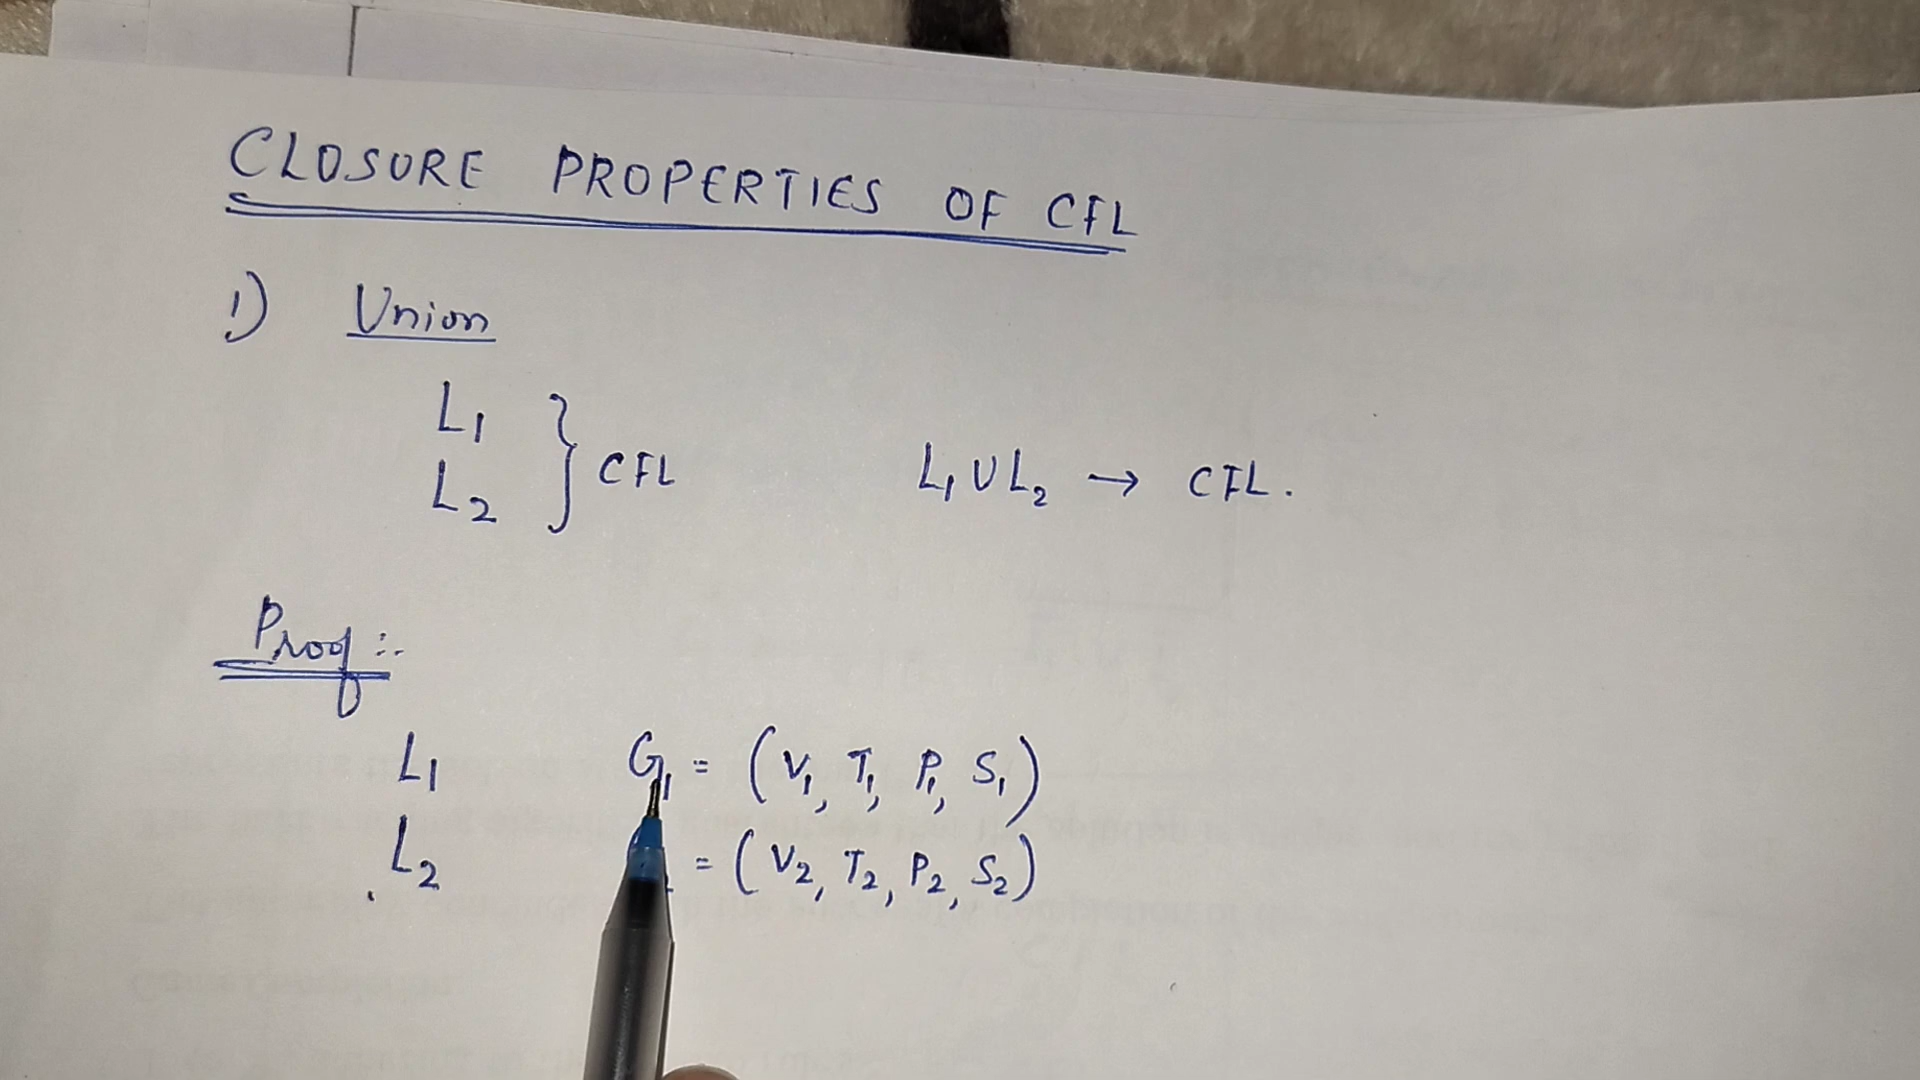 CLOSURE PROPERTIES OF CFL
1) Union
L₁
L₂ } CFL L₁ ∪ L₂ → CFL.
Proof :-
L₁ G₁ = (V₁, T₁, P₁, S₁)
L₂ = (V₂, T₂, P₂, S₂)